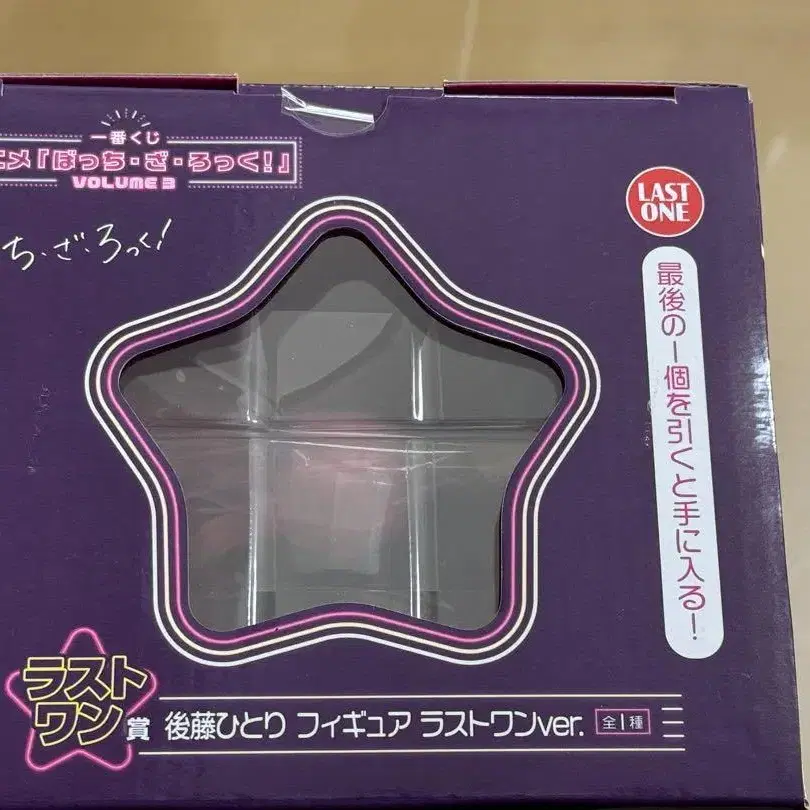 一番くじ
ニメ「ぼっち・ざ・ろっく!」
VOLUME 3
ち・ざ・ろっく!
LAST
ONE
最後の一個を引くと手に入る!
ラスト
ワン
賞 後藤ひとり フィギュア ラストワンver. 全1種